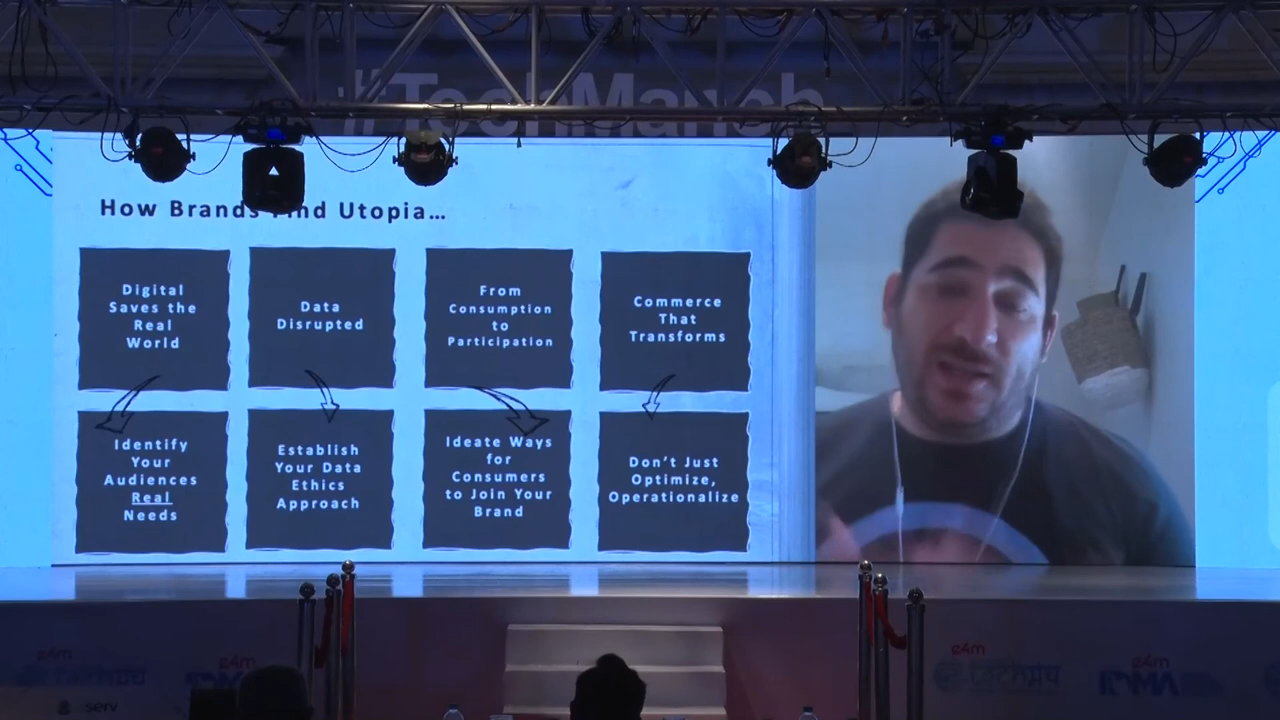 #TechManch
How Brands Find Utopia…
Digital
Saves the
Real
World
Data
Disrupted
From
Consumption
to
Participation
Commerce
That
Transforms
Identify
Your
Audiences
Real
Needs
Establish
Your Data
Ethics
Approach
Ideate Ways
for
Consumers
to Join Your
Brand
Don't Just
Optimize,
Operationalize
e4m
e4m
e4m
e4m
IDMA
serv